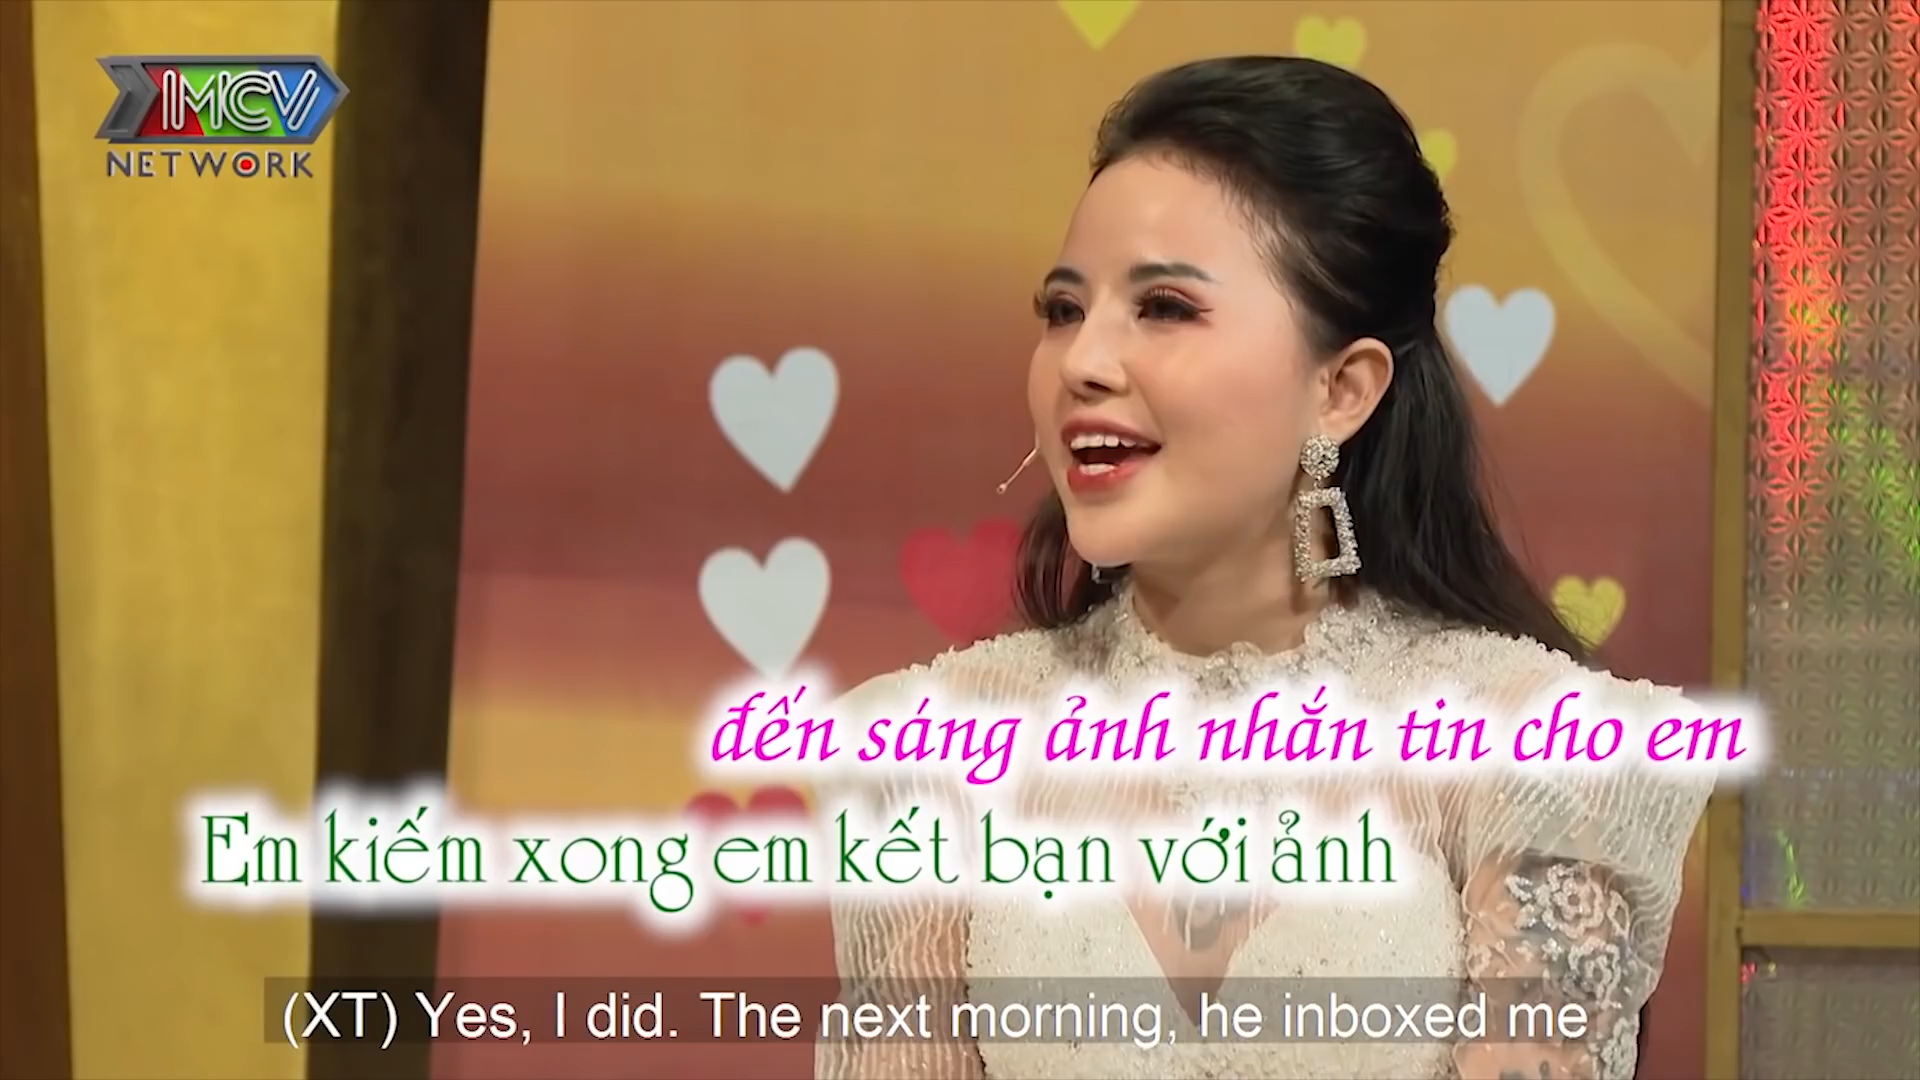 MCV
NETWORK
đến sáng ảnh nhắn tin cho em
Em kiếm xong em kết bạn với ảnh
(XT) Yes, I did. The next morning, he inboxed me